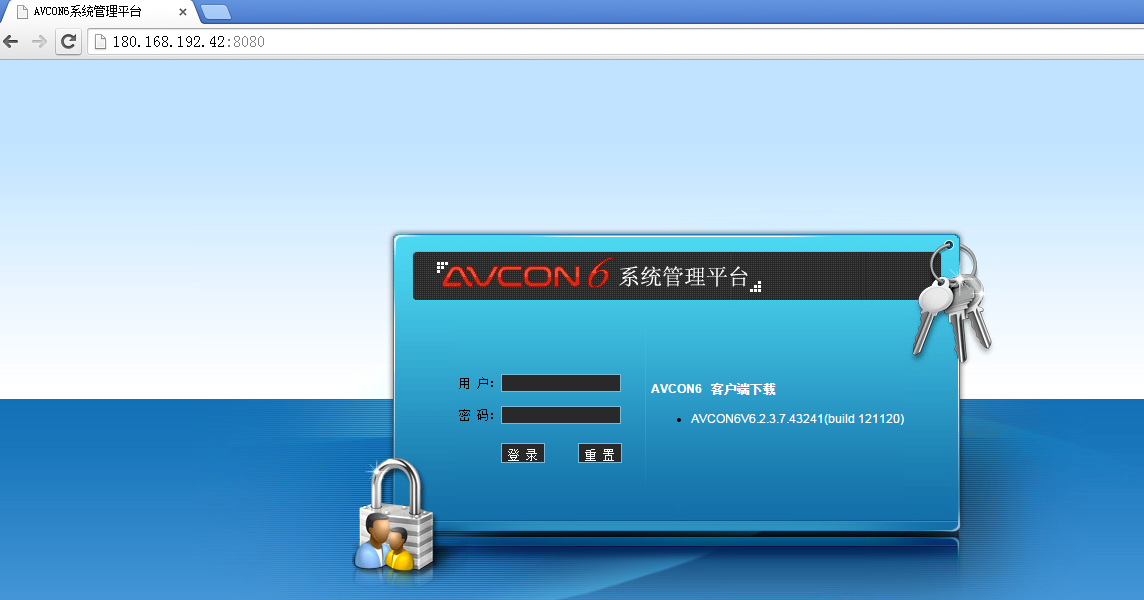 AVCON6系统管理平台
180.168.192.42:8080
AVCON 6 系统管理平台
用 户:
密 码:
登 录 重 置
AVCON6 客户端下载
AVCON6V6.2.3.7.43241(build 121120)